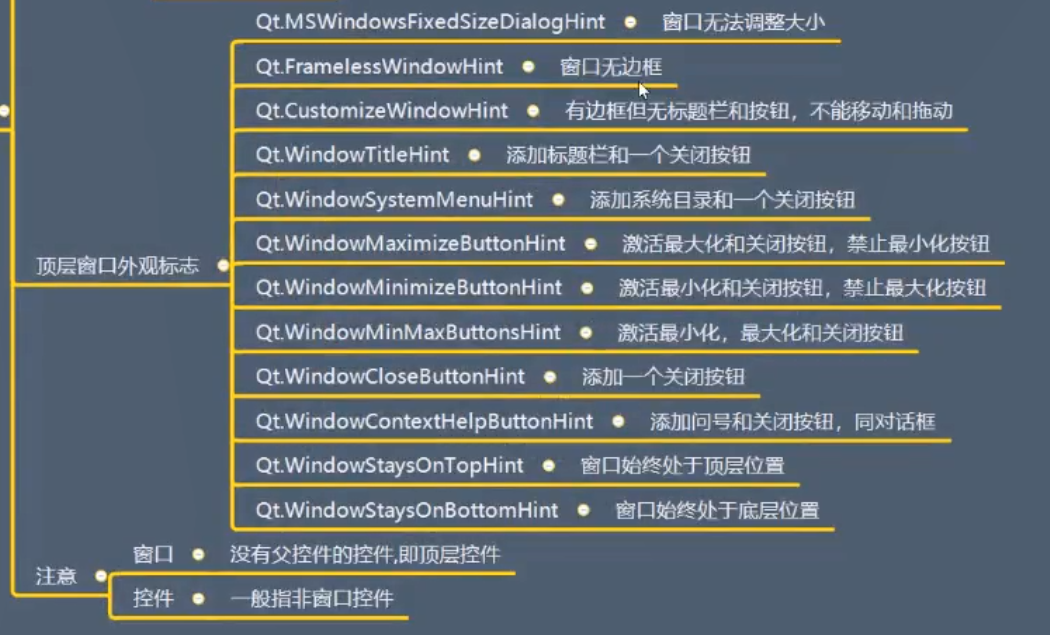 Qt.MSWindowsFixedSizeDialogHint 窗口无法调整大小
Qt.FramelessWindowHint 窗口无边框
Qt.CustomizeWindowHint 有边框但无标题栏和按钮，不能移动和拖动
Qt.WindowTitleHint 添加标题栏和一个关闭按钮
Qt.WindowSystemMenuHint 添加系统目录和一个关闭按钮
Qt.WindowMaximizeButtonHint 激活最大化和关闭按钮，禁止最小化按钮
顶层窗口外观标志
Qt.WindowMinimizeButtonHint 激活最小化和关闭按钮，禁止最大化按钮
Qt.WindowMinMaxButtonsHint 激活最小化，最大化和关闭按钮
Qt.WindowCloseButtonHint 添加一个关闭按钮
Qt.WindowContextHelpButtonHint 添加问号和关闭按钮，同对话框
Qt.WindowStaysOnTopHint 窗口始终处于顶层位置
Qt.WindowStaysOnBottomHint 窗口始终处于底层位置
窗口 没有父控件的控件,即顶层控件
注意
控件 一般指非窗口控件